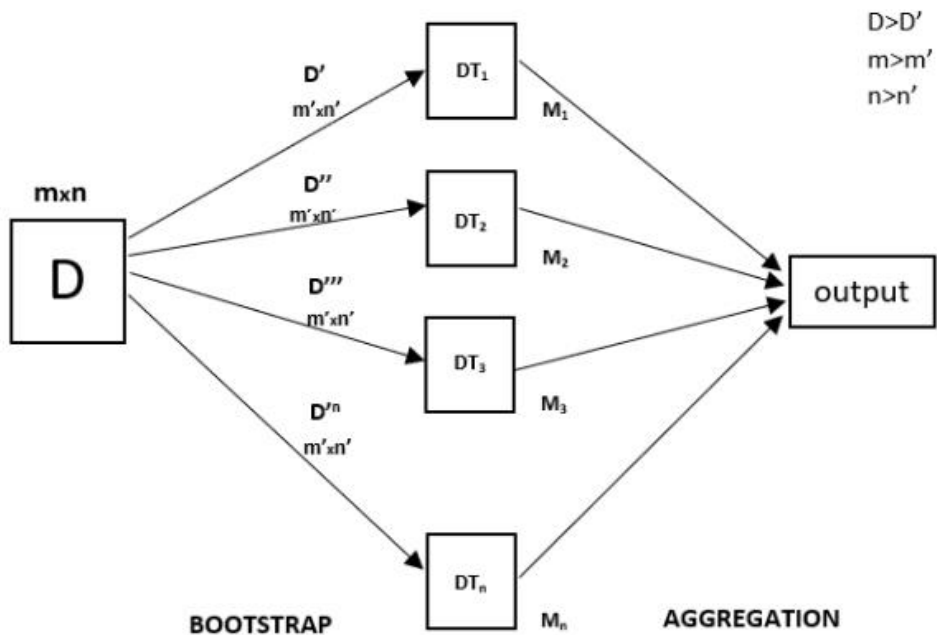 D>D'
m>m'
n>n'
DT₁
D'
m'xn'
M₁
D''
m'xn'
DT₂
mxn
D
M₂
D'''
m'xn'
output
DT₃
M₃
D'ⁿ
m'xn'
DTₙ
BOOTSTRAP
Mₙ
AGGREGATION